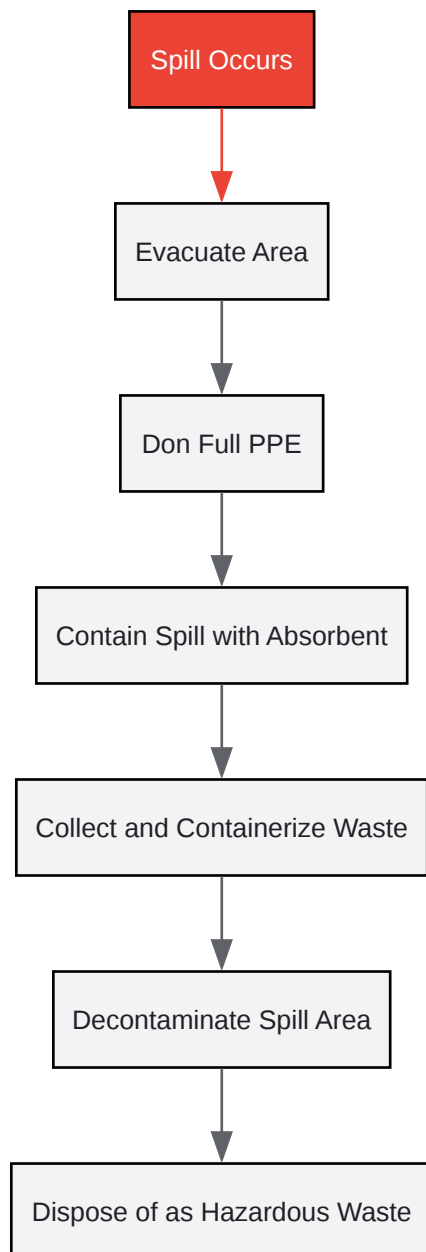 Spill Occurs
Evacuate Area
Don Full PPE
Contain Spill with Absorbent
Collect and Containerize Waste
Decontaminate Spill Area
Dispose of as Hazardous Waste